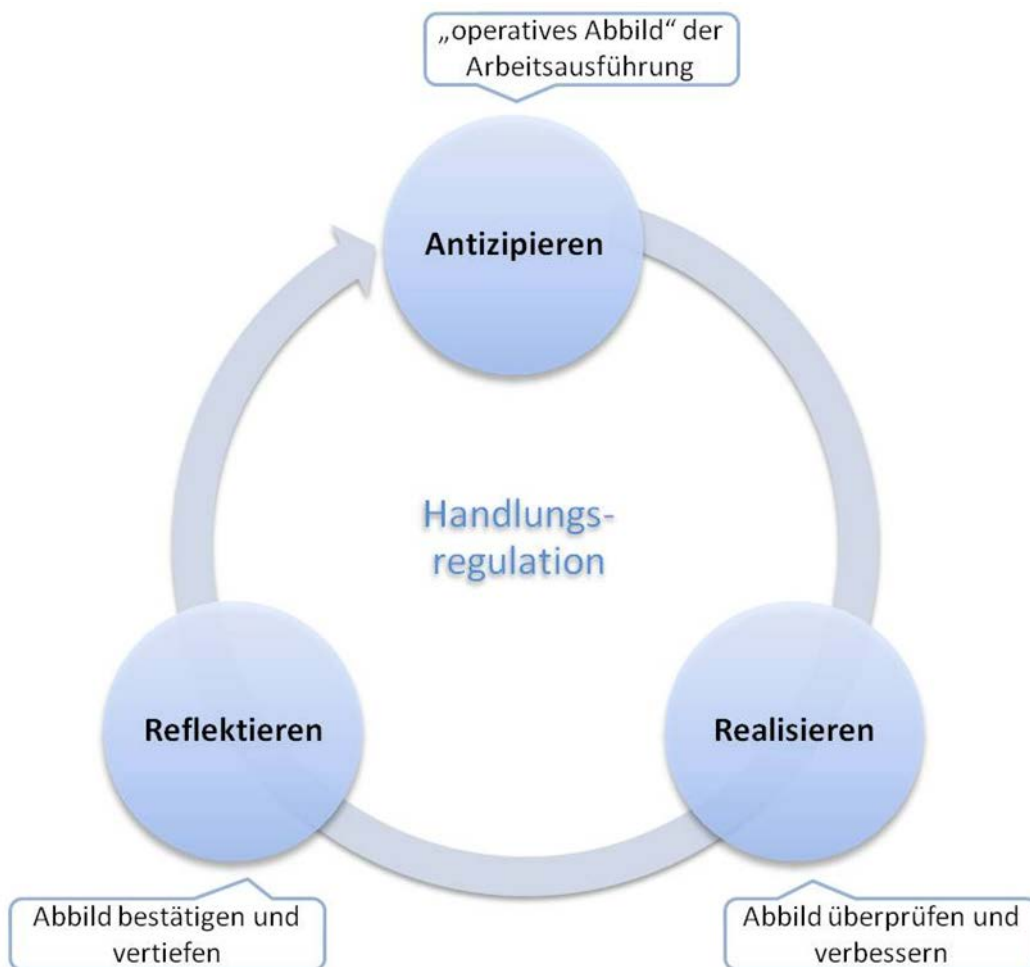 „operatives Abbild“ der
Arbeitsausführung
Antizipieren
Handlungs-
regulation
Reflektieren
Realisieren
Abbild bestätigen und
vertiefen
Abbild überprüfen und
verbessern